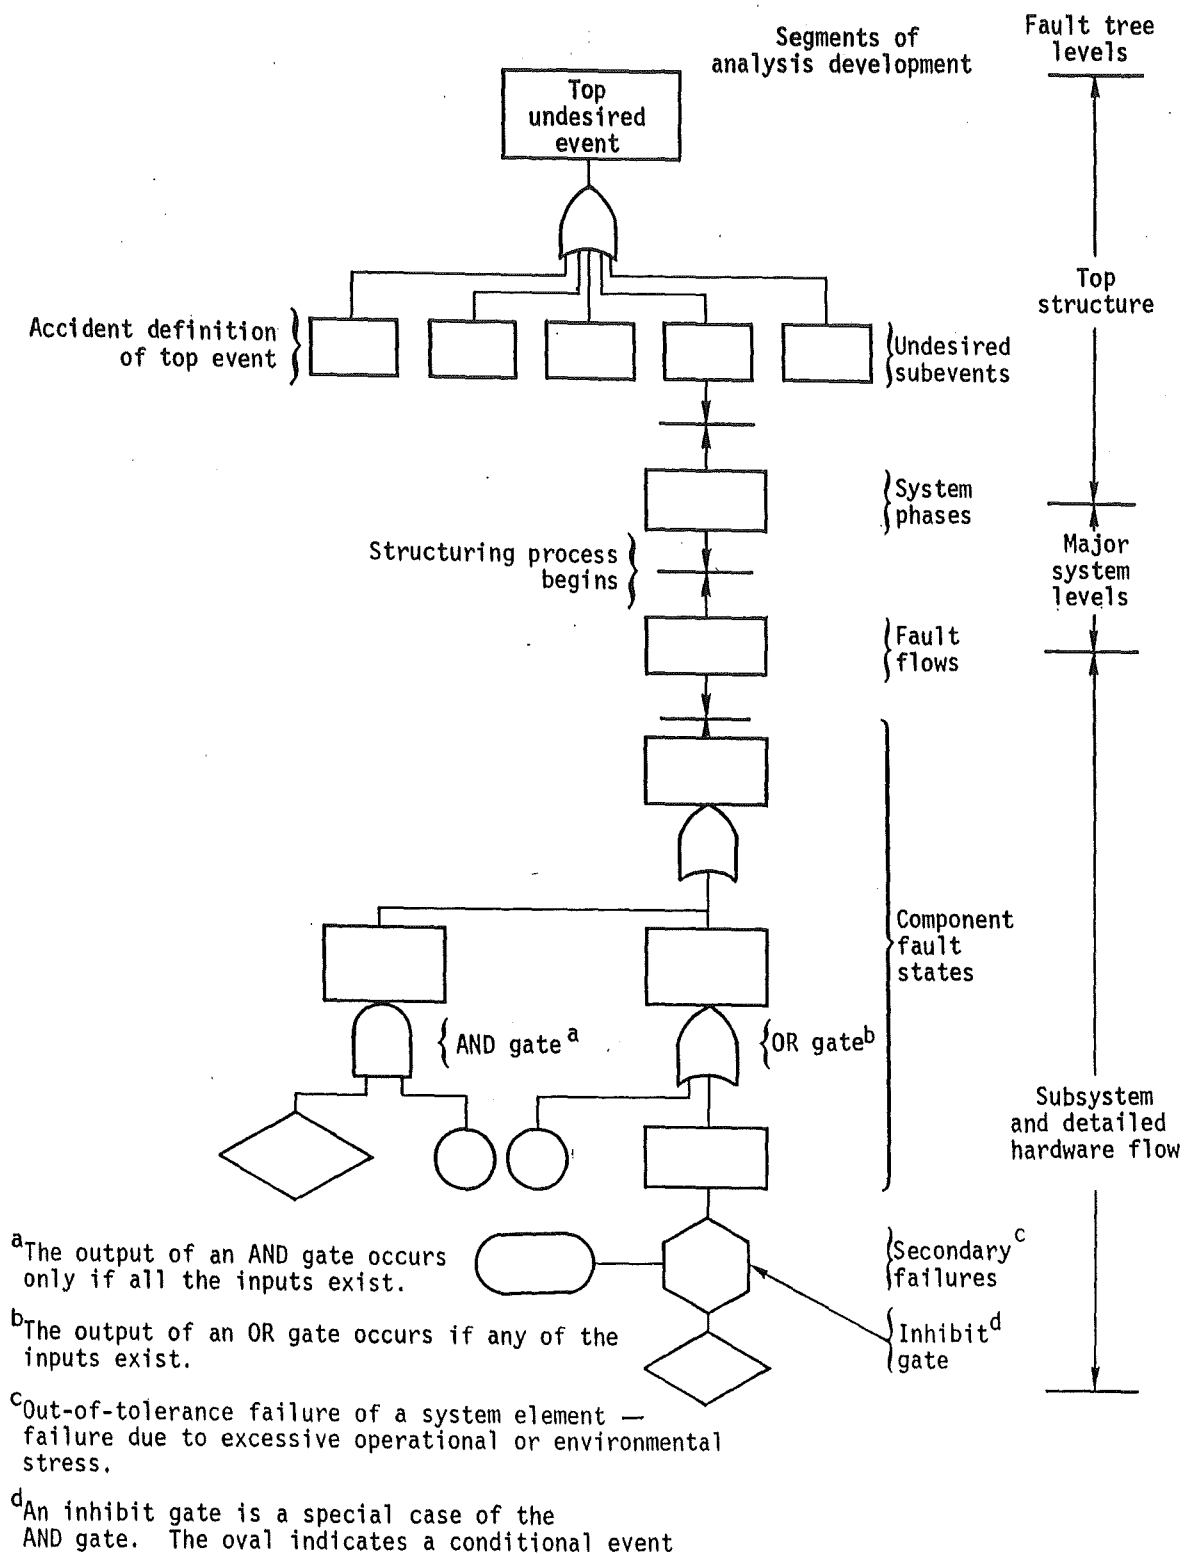 Segments of
analysis development
Fault tree
levels
Top
undesired
event
Top
structure
Accident definition
of top event
Undesired
subevents
System
phases
Structuring process
begins
Major
system
levels
Fault
flows
Component
fault
states
AND gate a
OR gate b
Subsystem
and detailed
hardware flow
Secondary c
failures
Inhibit d
gate
a The output of an AND gate occurs
only if all the inputs exist.
b The output of an OR gate occurs if any of the
inputs exist.
c Out-of-tolerance failure of a system element —
failure due to excessive operational or environmental
stress.
d An inhibit gate is a special case of the
AND gate. The oval indicates a conditional event